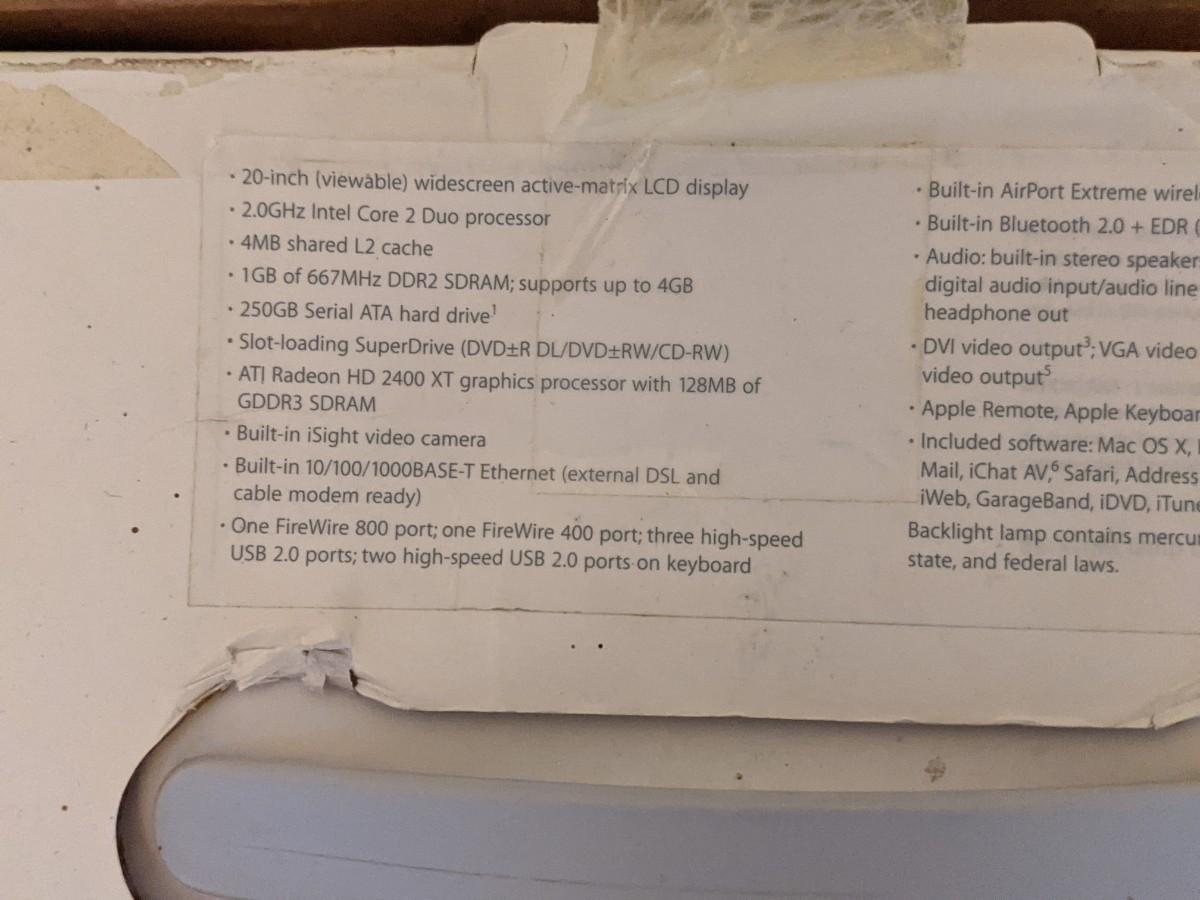 · 20-inch (viewable) widescreen active-matrix LCD display
· 2.0GHz Intel Core 2 Duo processor
· 4MB shared L2 cache
· 1GB of 667MHz DDR2 SDRAM; supports up to 4GB
· 250GB Serial ATA hard drive¹
· Slot-loading SuperDrive (DVD±R DL/DVD±RW/CD-RW)
· ATI Radeon HD 2400 XT graphics processor with 128MB of
GDDR3 SDRAM
· Built-in iSight video camera
· Built-in 10/100/1000BASE-T Ethernet (external DSL and
cable modem ready)
· One FireWire 800 port; one FireWire 400 port; three high-speed
USB 2.0 ports; two high-speed USB 2.0 ports on keyboard
· Built-in AirPort Extreme
· Built-in Bluetooth 2.0 + EDR (
· Audio: built-in stereo
digital audio input/audio line
headphone out
· DVI video output³; VGA video
video output⁵
· Apple Remote, Apple
· Included software: Mac OS X,
Mail, iChat AV,⁶ Safari, Address
iWeb, GarageBand, iDVD,
Backlight lamp contains
state, and federal laws.